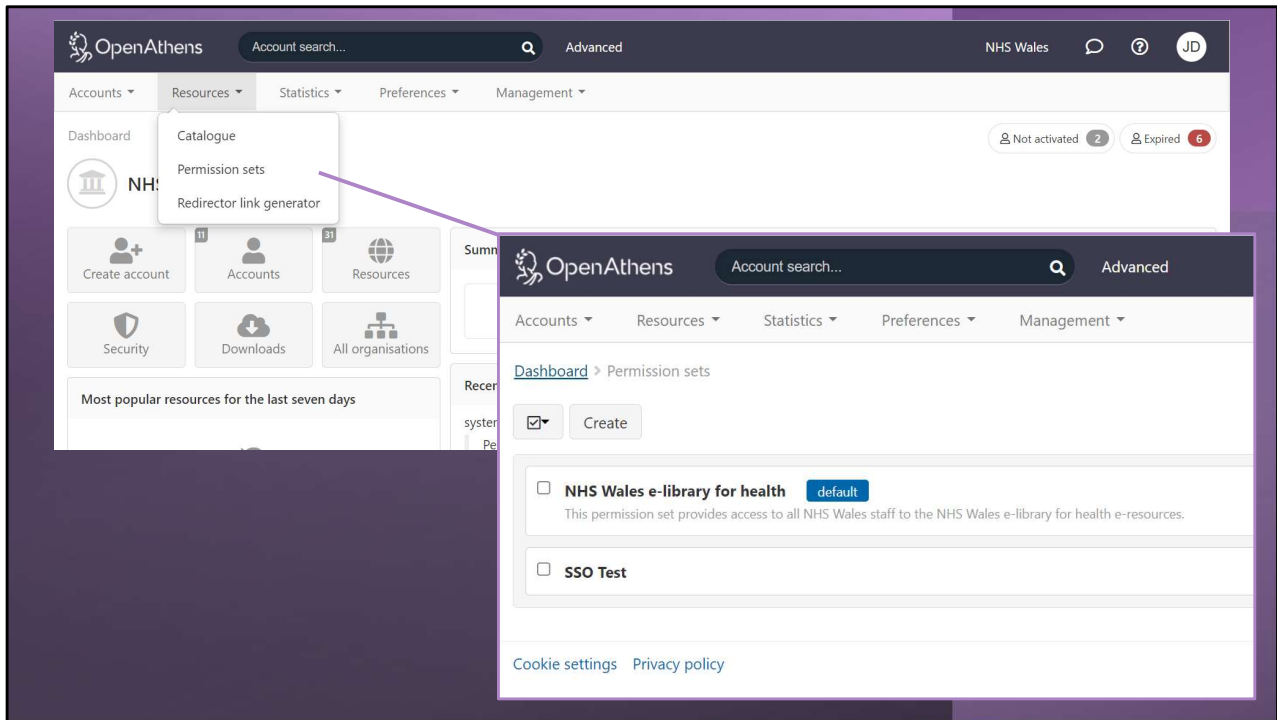 OpenAthens Account search... Advanced NHS Wales ? JD
Accounts Resources Statistics Preferences Management
Dashboard
Not activated 2 Expired 6
Catalogue
Permission sets
Redirector link generator
NHS
11 31
Create account Accounts Resources
Security Downloads All organisations
Most popular resources for the last seven days
Summ
Recen
system
Pe
OpenAthens Account search... Advanced
Accounts Resources Statistics Preferences Management
Dashboard > Permission sets
Create
NHS Wales e-library for health default
This permission set provides access to all NHS Wales staff to the NHS Wales e-library for health e-resources.
SSO Test
Cookie settings Privacy policy